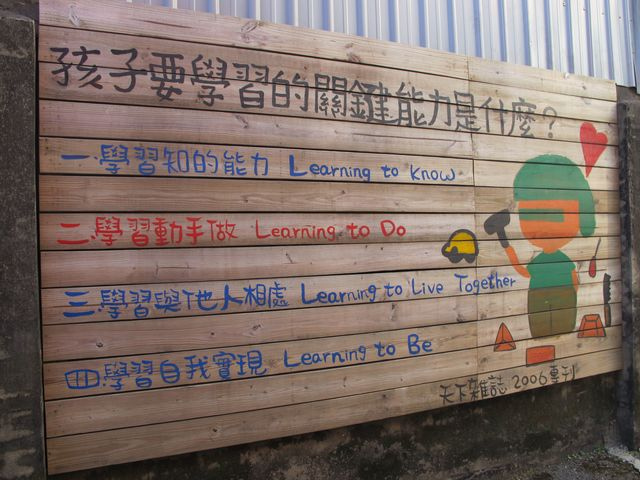 孩子要學習的關鍵能力是什麼?
一.學習知的能力 Learning to know
二.學習動手做 Learning to Do
三.學習與他人相處 Learning to Live Together
四.學習自我實現 Learning to Be
天下雜誌 2006專刊